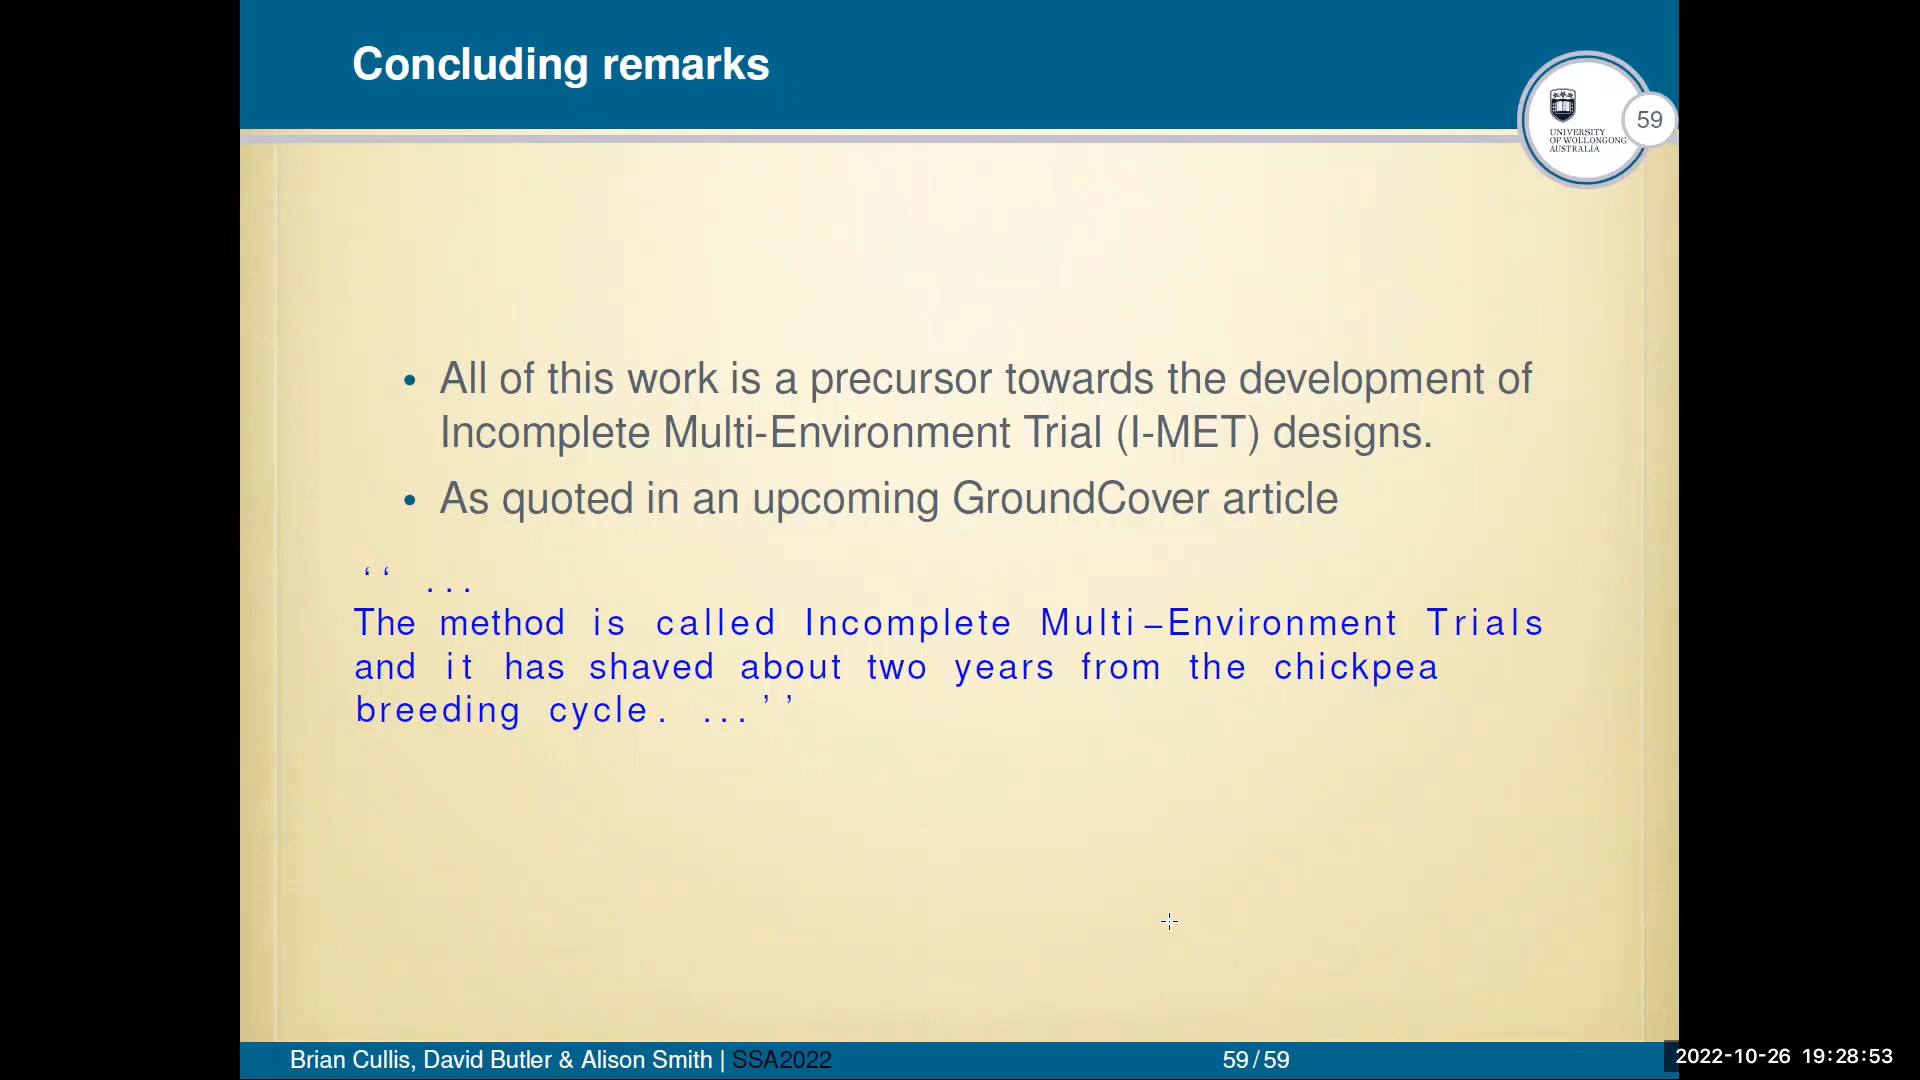 Concluding remarks
UNIVERSITY
OF WOLLONGONG
AUSTRALIA
59
• All of this work is a precursor towards the development of
Incomplete Multi-Environment Trial (I-MET) designs.
• As quoted in an upcoming GroundCover article
‘‘ ...
The method is called Incomplete Multi–Environment Trials
and it has shaved about two years from the chickpea
breeding cycle. ...’’
Brian Cullis, David Butler & Alison Smith | SSA2022
59/59
2022-10-26 19:28:53